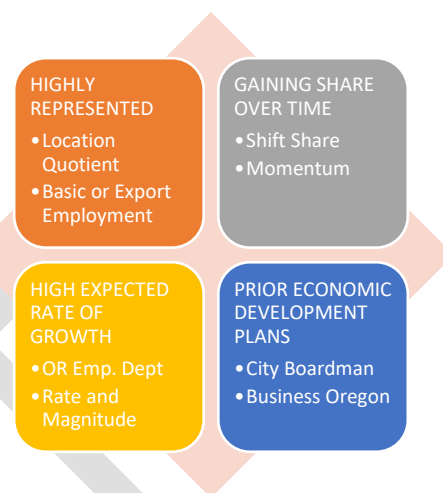 HIGHLY
REPRESENTED
•Location
Quotient
•Basic or Export
Employment
GAINING SHARE
OVER TIME
•Shift Share
•Momentum
HIGH EXPECTED
RATE OF
GROWTH
•OR Emp. Dept
•Rate and
Magnitude
PRIOR ECONOMIC
DEVELOPMENT
PLANS
•City Boardman
•Business Oregon